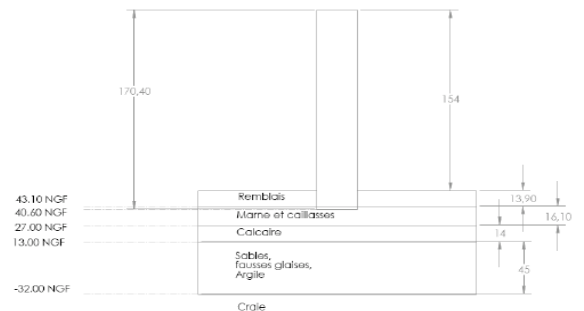 170,40
154
43.10 NGF
Remblais
13,90
40.60 NGF
Marne et caillasses
16,10
27.00 NGF
Calcaire
14
13.00 NGF
Sables,
fausses glaises,
Argile
45
-32.00 NGF
Craie